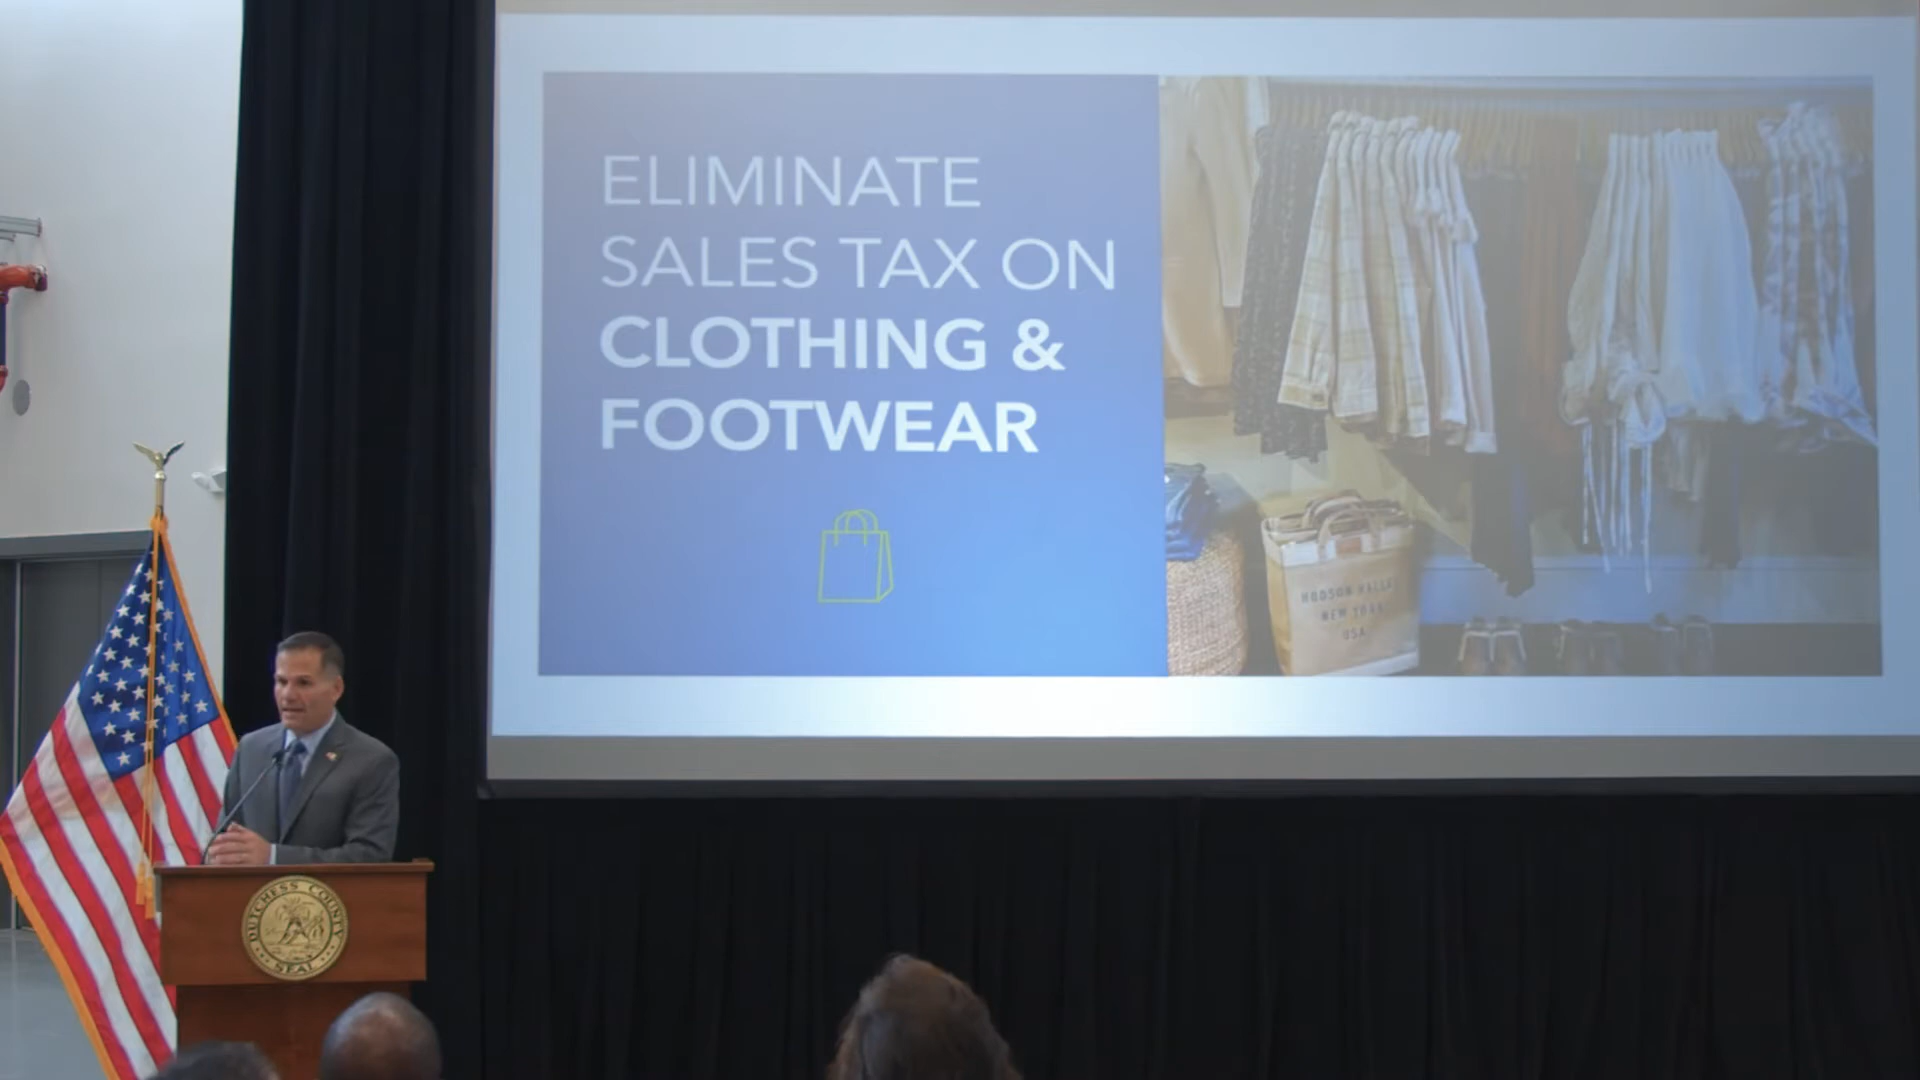 ELIMINATE
SALES TAX ON
CLOTHING &
FOOTWEAR
HUDSON VALLEY
NEW YORK
USA
DUTCHESS COUNTY
SEAL